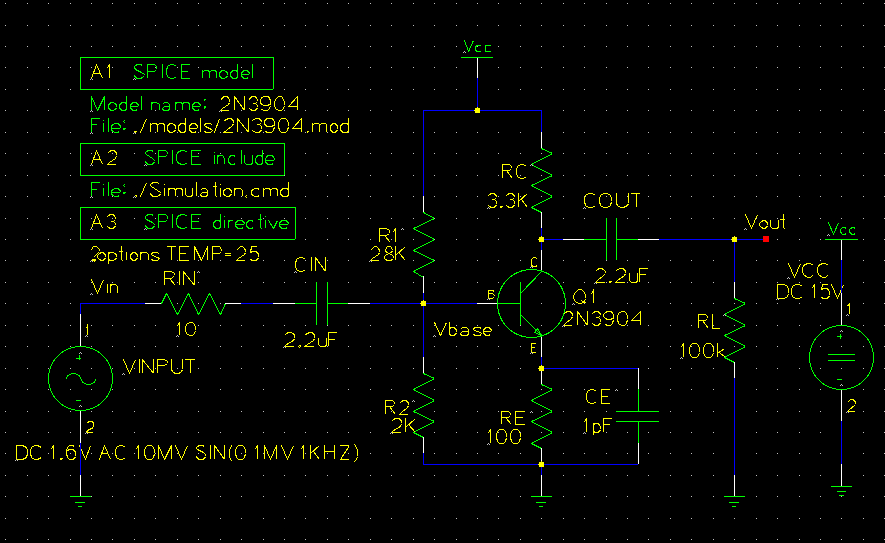 Vcc
A1 SPICE model
Model name: 2N3904
File: ./models/2N3904.mod
A2 SPICE include
File: ./Simulation.cmd
A3 SPICE directive
?options TEMP=25
RC
3.3K
COUT
2.2uF
Vout
Vcc
R1
28K
CIN
2.2uF
Vin
RIN
10
C
B
E
Q1
2N3904
Vbase
VCC
DC 15V
1
2
RL
100k
1
VINPUT
2
R2
2K
RE
100
CE
1pF
DC 1.6V AC 10MV SIN(0 1MV 1KHZ)